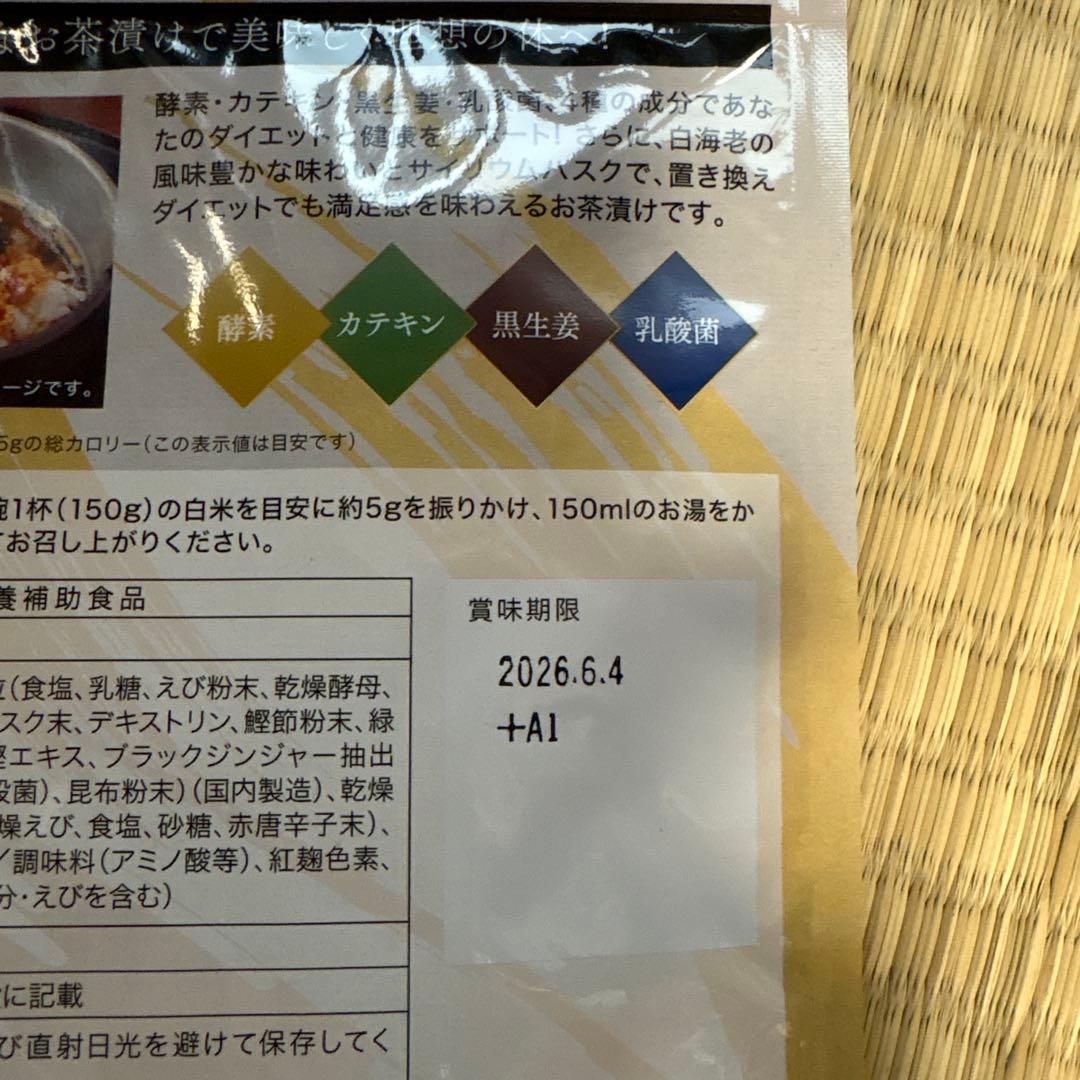 お茶漬けで美味しく理想の体へ!
酵素・カテキン・黒生姜・乳酸菌、4種の成分であな
たのダイエットと健康をサポート! さらに、白海老の
風味豊かな味わいとサイリウムハスクで、置き換え
ダイエットでも満足感を味わえるお茶漬けです。
酵素 カテキン 黒生姜 乳酸菌
ージです。
5gの総カロリー(この表示値は目安です)
碗1杯(150g)の白米を目安に約5gを振りかけ、150mlのお湯をか
てお召し上がりください。
養補助食品
賞味期限
2026.6.4
+A1
粒(食塩、乳糖、えび粉末、乾燥酵母、
スク末、デキストリン、鰹節粉末、緑
鰹エキス、ブラックジンジャー抽出
殺菌)、昆布粉末)(国内製造)、乾燥
燥えび、食塩、砂糖、赤唐辛子末)、
/調味料(アミノ酸等)、紅麹色素、
分・えびを含む)
に記載
び直射日光を避けて保存してく